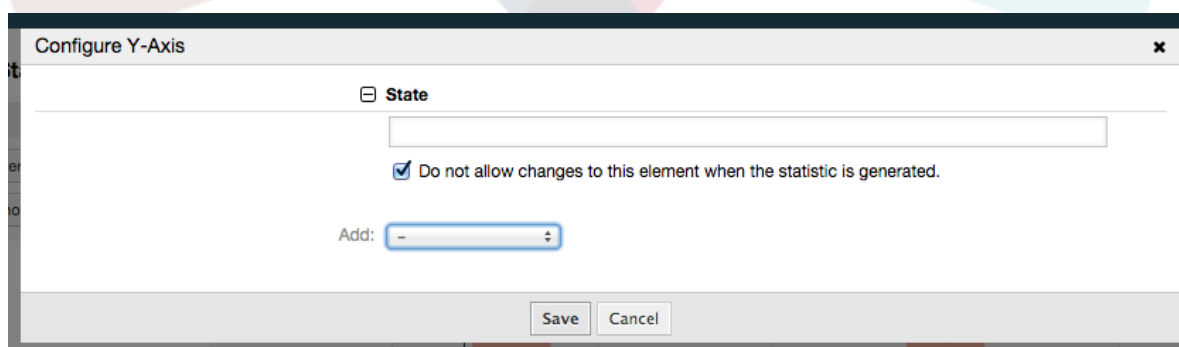 Configure Y-Axis
State
Do not allow changes to this element when the statistic is generated.
Add: –
Save Cancel